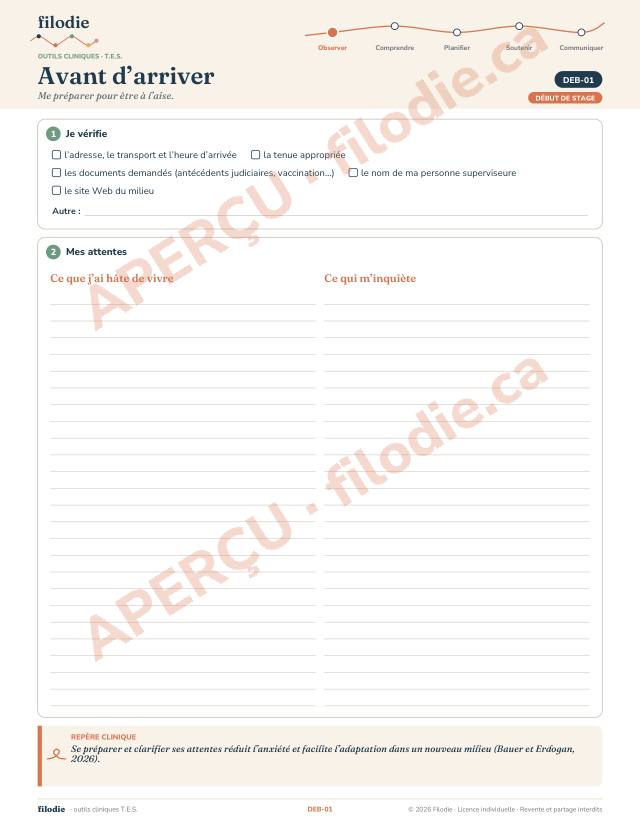 filodie
OUTILS CLINIQUES · T.E.S.
Observer
Comprendre
Planifier
Soutenir
Communiquer
Avant d’arriver
Me préparer pour être à l’aise.
DEB-01
DÉBUT DE STAGE
1 Je vérifie
l’adresse, le transport et l’heure d’arrivée
la tenue appropriée
les documents demandés (antécédents judiciaires, vaccination…)
le nom de ma personne superviseure
le site Web du milieu
Autre :
2 Mes attentes
Ce que j’ai hâte de vivre
Ce qui m’inquiète
APERÇU · filodie.ca
APERÇU · filodie.ca
REPÈRE CLINIQUE
Se préparer et clarifier ses attentes réduit l’anxiété et facilite l’adaptation dans un nouveau milieu (Bauer et Erdogan,
2026).
filodie · outils cliniques T.E.S.
DEB-01
© 2026 Filodie · Licence individuelle · Revente et partage interdits